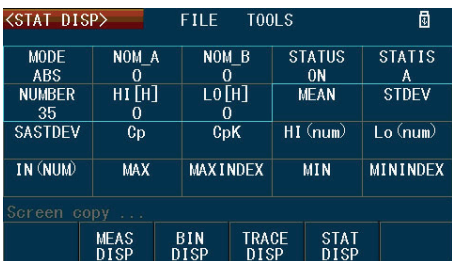 <STAT DISP> FILE TOOLS
MODE NOM_A NOM_B STATUS STATIS
ABS 0 0 ON A
NUMBER HI[H] LO[H] MEAN STDEV
35 0 0
SASTDEV Cp CpK HI(num) Lo(num)
IN(NUM) MAX MAXINDEX MIN MININDEX
Screen copy ...
MEAS BIN TRACE STAT
DISP DISP DISP DISP